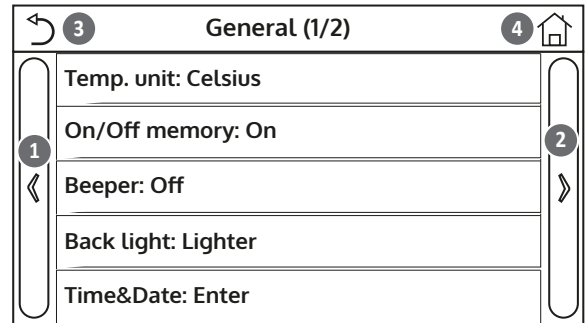 3 General (1/2) 4
Temp. unit: Celsius
On/Off memory: On
1
2
Beeper: Off
Back light: Lighter
Time&Date: Enter